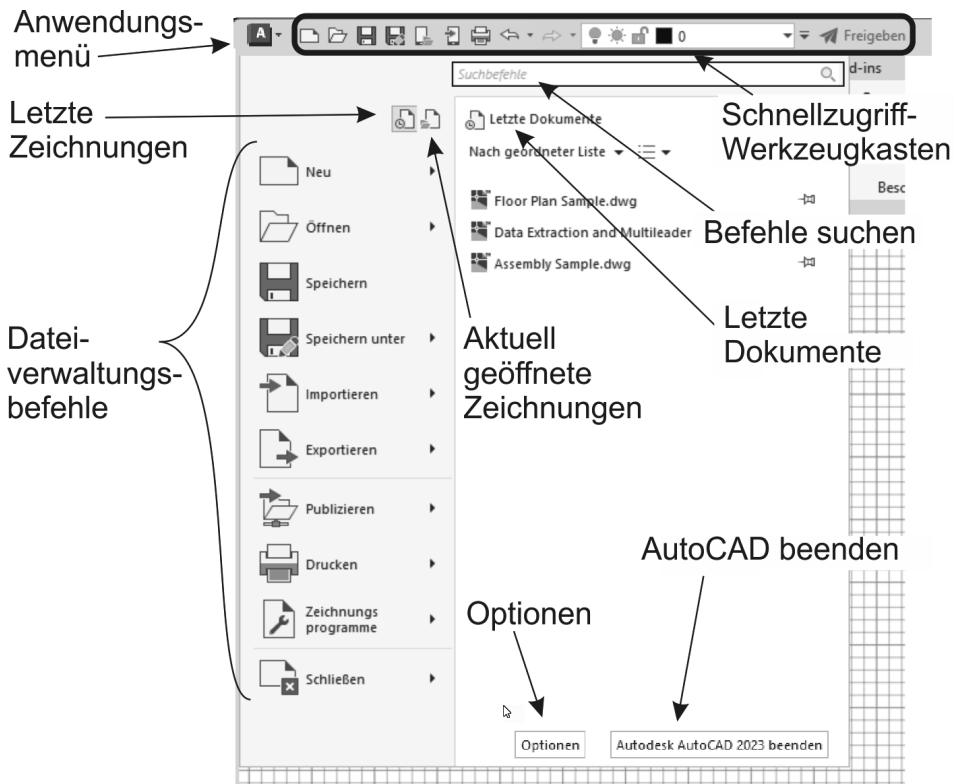 Anwendungs-
menü
A
0
Freigeben
Suchbefehle
d-ins
Letzte
Zeichnungen
Letzte Dokumente
Schnellzugriff-
Werkzeugkasten
Nach geordneter Liste
Neu
Besc
Floor Plan Sample.dwg
Öffnen
Data Extraction and Multileader
Befehle suchen
Assembly Sample.dwg
Speichern
Datei-
verwaltungs-
befehle
Speichern unter
Aktuell
geöffnete
Zeichnungen
Letzte
Dokumente
Importieren
Exportieren
Publizieren
AutoCAD beenden
Drucken
Optionen
Zeichnungs
programme
Schließen
Optionen
Autodesk AutoCAD 2023 beenden